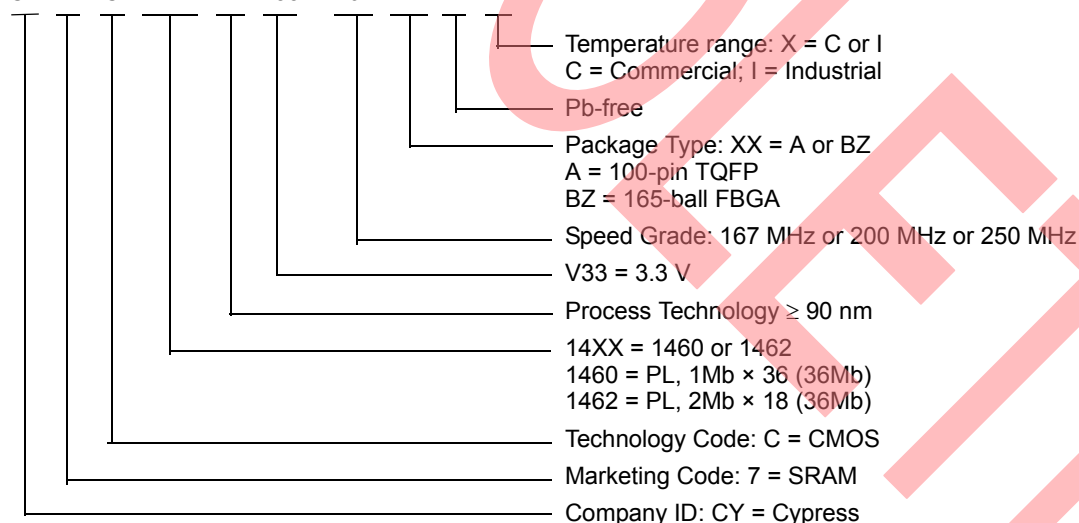 Temperature range: X = C or I
C = Commercial; I = Industrial
Pb-free
Package Type: XX = A or BZ
A = 100-pin TQFP
BZ = 165-ball FBGA
Speed Grade: 167 MHz or 200 MHz or 250 MHz
V33 = 3.3 V
Process Technology ≥ 90 nm
14XX = 1460 or 1462
1460 = PL, 1Mb × 36 (36Mb)
1462 = PL, 2Mb × 18 (36Mb)
Technology Code: C = CMOS
Marketing Code: 7 = SRAM
Company ID: CY = Cypress